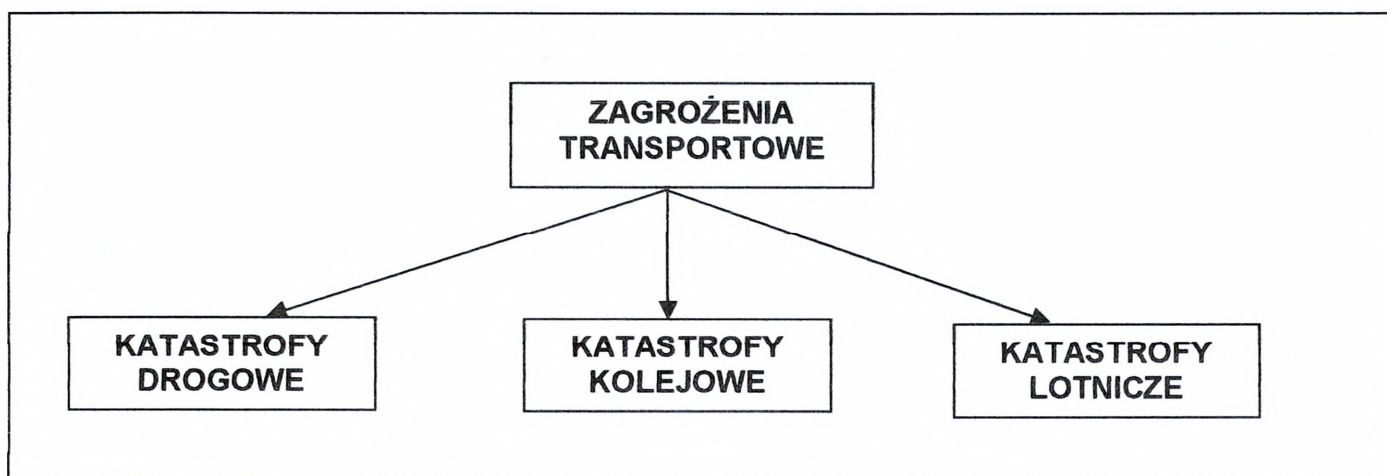 ZAGROŻENIA
TRANSPORTOWE
KATASTROFY
DROGOWE
KATASTROFY
KOLEJOWE
KATASTROFY
LOTNICZE